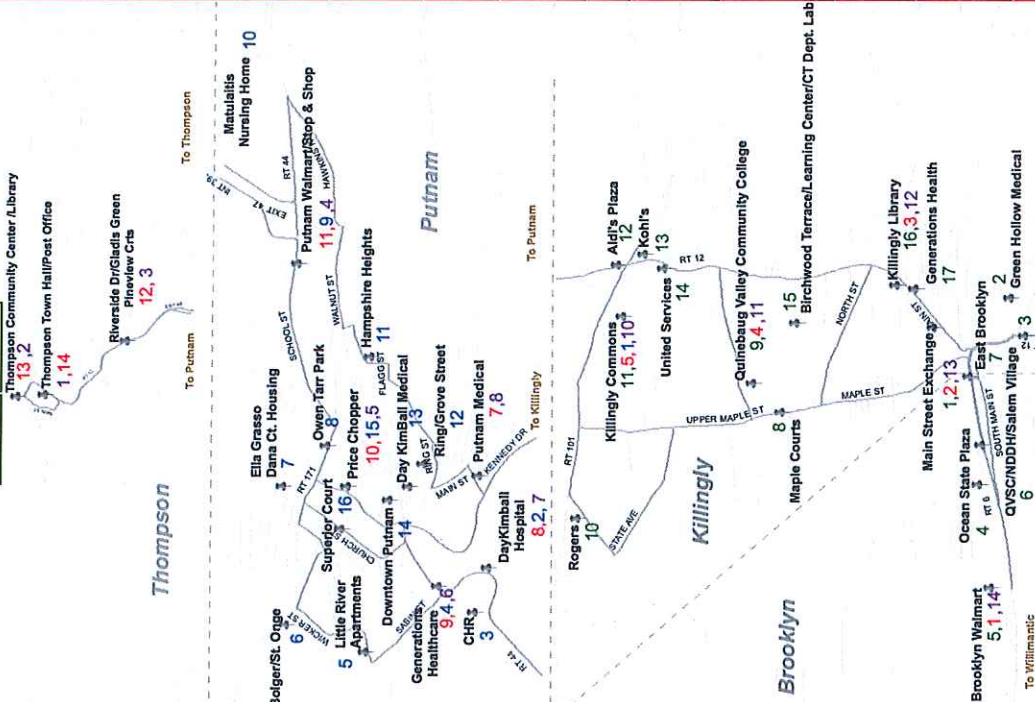 Thompson Community Center /Library
13,2
Thompson Town Hall/Post Office
1,14
Riverside Dr/Gladis Green
Pineview Crts
12, 3
To Thompson
To Putnam
Thompson
Matulaitis
Nursing Home 10
EXIT 47
RT 44
Putnam Walmart/Stop & Shop
11,9,4
Putnam
SCHOOL ST
WALNUT ST
Hampshire Heights
11
FLAGG ST
Ella Grasso
Dana Ct. Housing
7
Owen-Tarr Park
8
RT 171
Price Chopper
10,15,5
Superior Court
16
CHURCH ST
Day KimBall Medical
13
Ring/Grove Street
12
RING ST
Downtown Putnam
14
MAIN ST
Putnam Medical
7,8
KENNEDY DR
To Killingly
To Putnam
Bolger/St. Onge
6
WICKER ST
Little River
Apartments
5
Generations
Healthcare
9,4,6
DayKimball
Hospital
8,2,7
CHR
3
RT 44
Aldi's Plaza
12
Kohl's
13
RT 12
RT 101
Killingly Commons
11,5,1,10
United Services
14
Rogers
10
STATE AVE
Killingly
Quinebaug Valley Community College
9,4,11
UPPER MAPLE ST
Birchwood Terrace/Learning Center/CT Dept. Lab
15
Maple Courts
8
NORTH ST
MAPLE ST
Killingly Library
16,3,12
Generations Health
17
Main Street Exchange
1,2,13
East Brooklyn
7
Green Hollow Medical
2
3
Brooklyn
Ocean State Plaza
4
RT 6
SOUTH MAIN ST
QVSC/NDDH/Salem Village
6
Brooklyn Walmart
5,1,14
To Willimantic